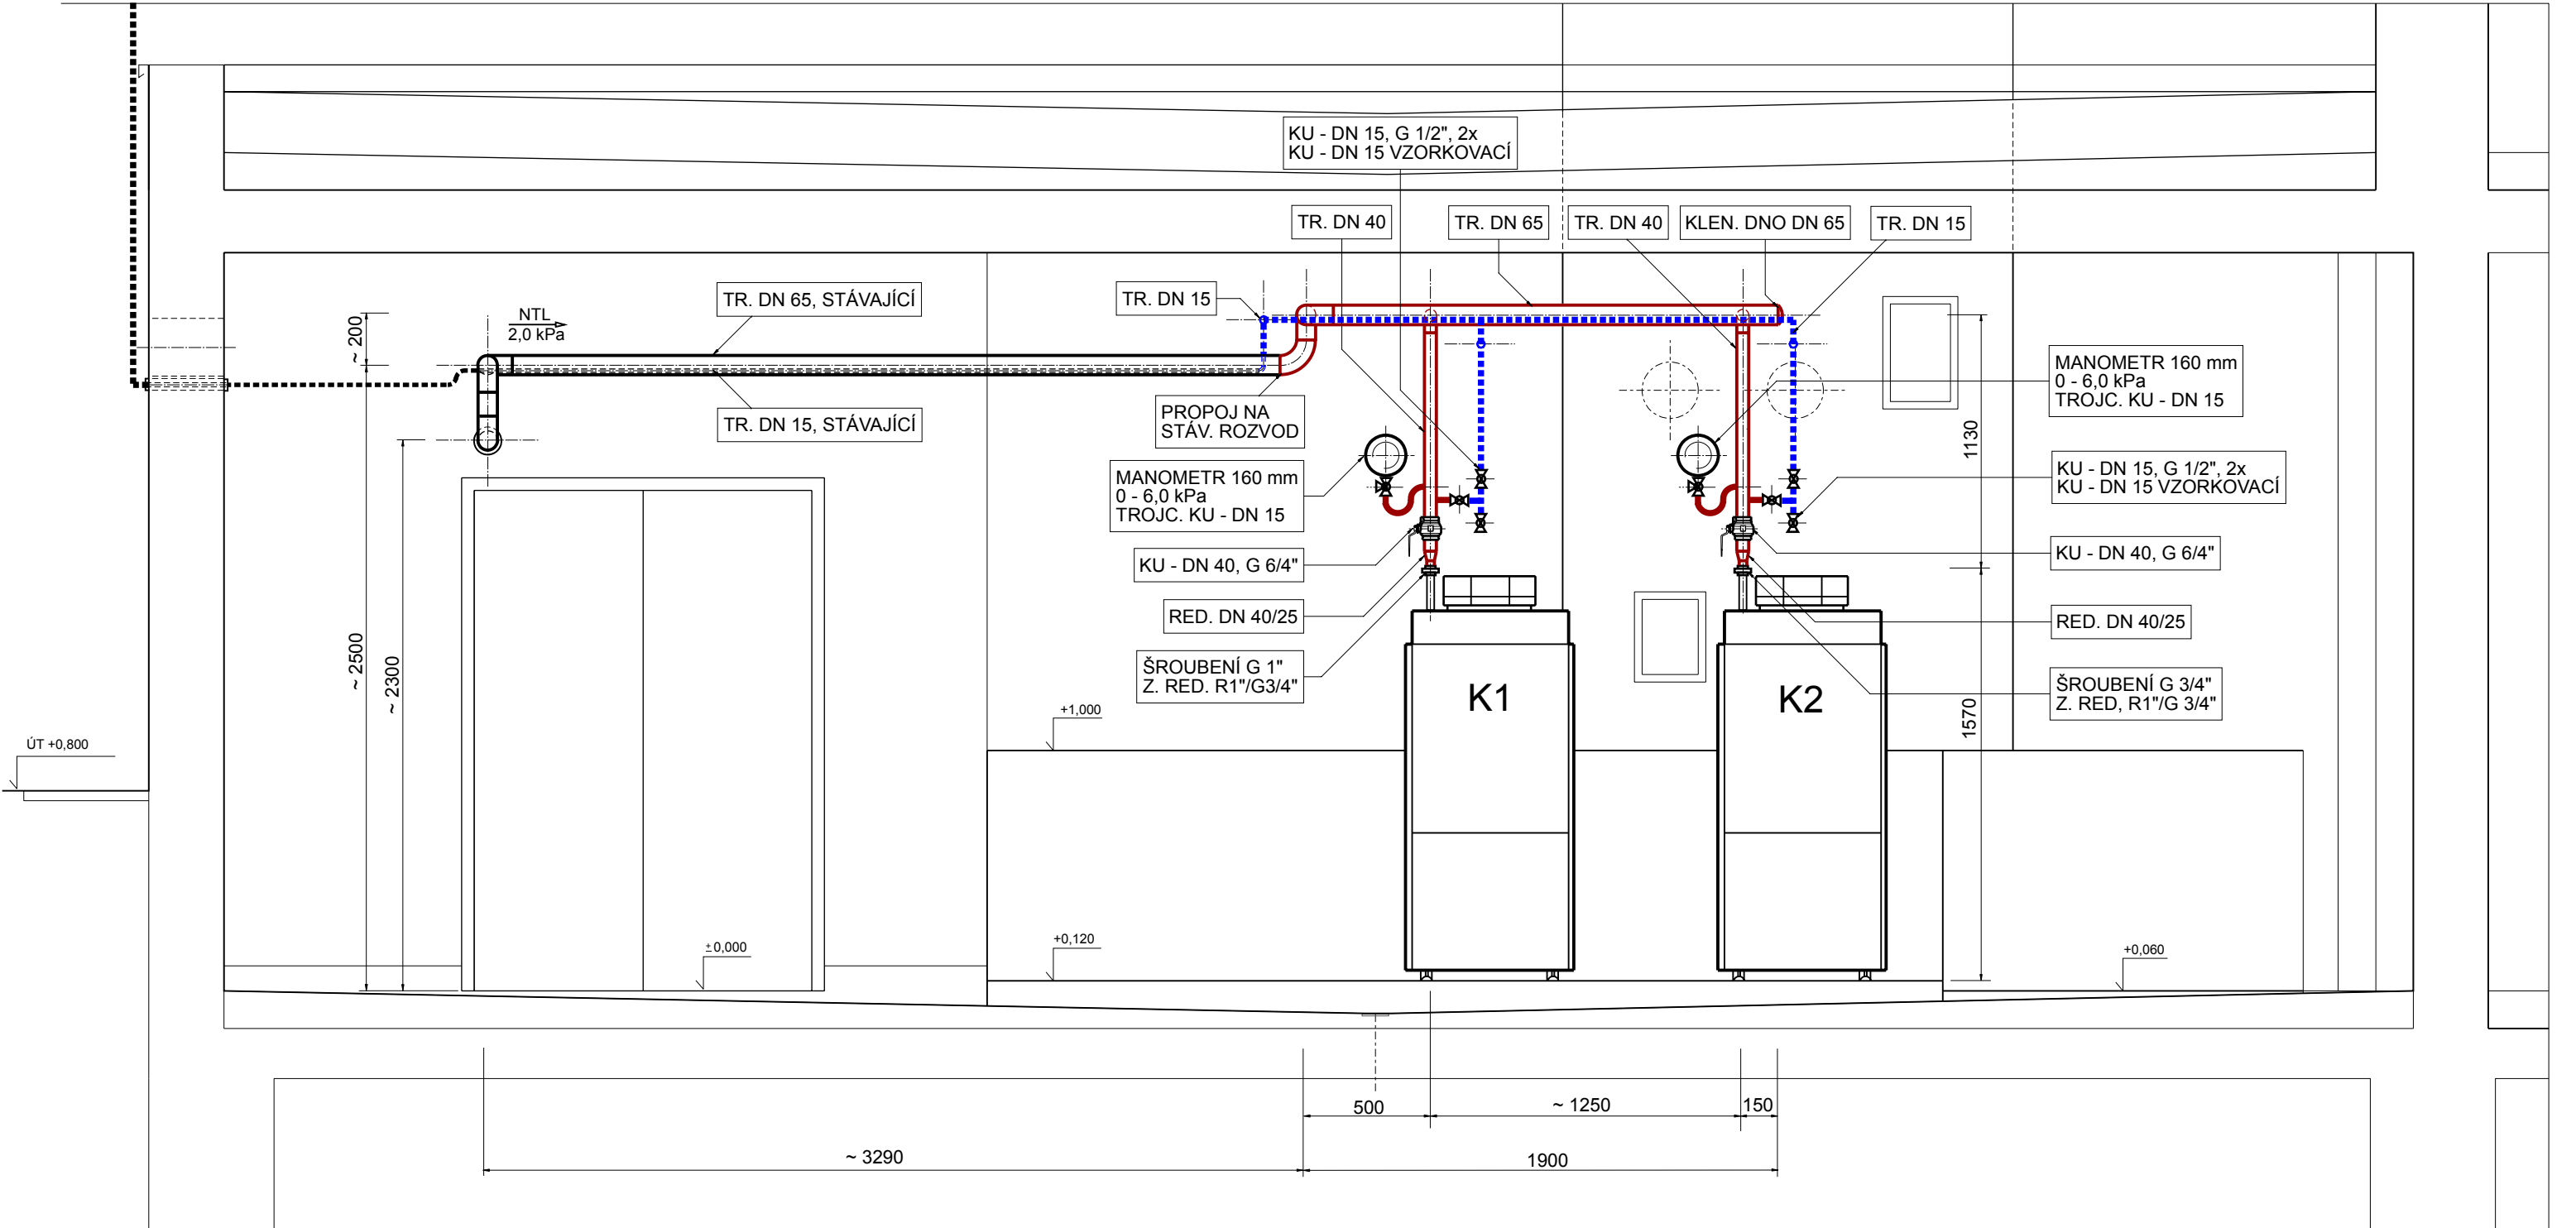 KU - DN 15, G 1/2", 2x
KU - DN 15 VZORKOVACÍ
TR. DN 40
TR. DN 65
TR. DN 40
KLEN. DNO DN 65
TR. DN 15
TR. DN 65, STÁVAJÍCÍ
TR. DN 15
NTL
2,0 kPa
~ 200
TR. DN 15, STÁVAJÍCÍ
PROPOJ NA
STÁV. ROZVOD
MANOMETR 160 mm
0 - 6,0 kPa
TROJC. KU - DN 15
MANOMETR 160 mm
0 - 6,0 kPa
TROJC. KU - DN 15
1130
KU - DN 15, G 1/2", 2x
KU - DN 15 VZORKOVACÍ
KU - DN 40, G 6/4"
KU - DN 40, G 6/4"
RED. DN 40/25
RED. DN 40/25
ŠROUBENÍ G 1"
Z. RED. R1"/G3/4"
ŠROUBENÍ G 3/4"
Z. RED, R1"/G 3/4"
~ 2500
~ 2300
K1
K2
1570
+1,000
ÚT +0,800
±0,000
+0,120
+0,060
500
~ 1250
150
~ 3290
1900